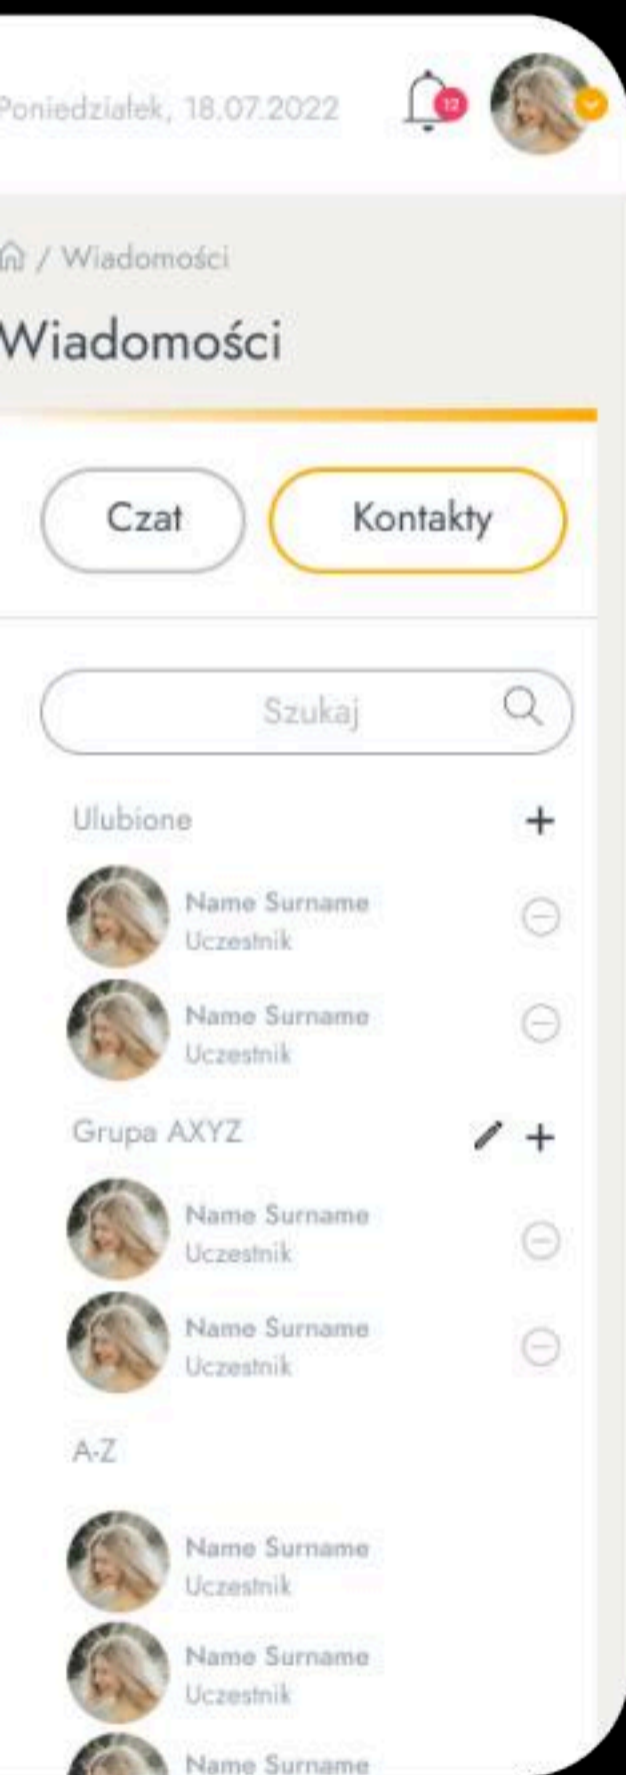 Poniedziałek, 18.07.2022
12
/ Wiadomości
Wiadomości
Czat
Kontakty
Szukaj
Ulubione
Name Surname
Uczestnik
Name Surname
Uczestnik
Grupa AXYZ
Name Surname
Uczestnik
Name Surname
Uczestnik
A-Z
Name Surname
Uczestnik
Name Surname
Uczestnik
Name Surname